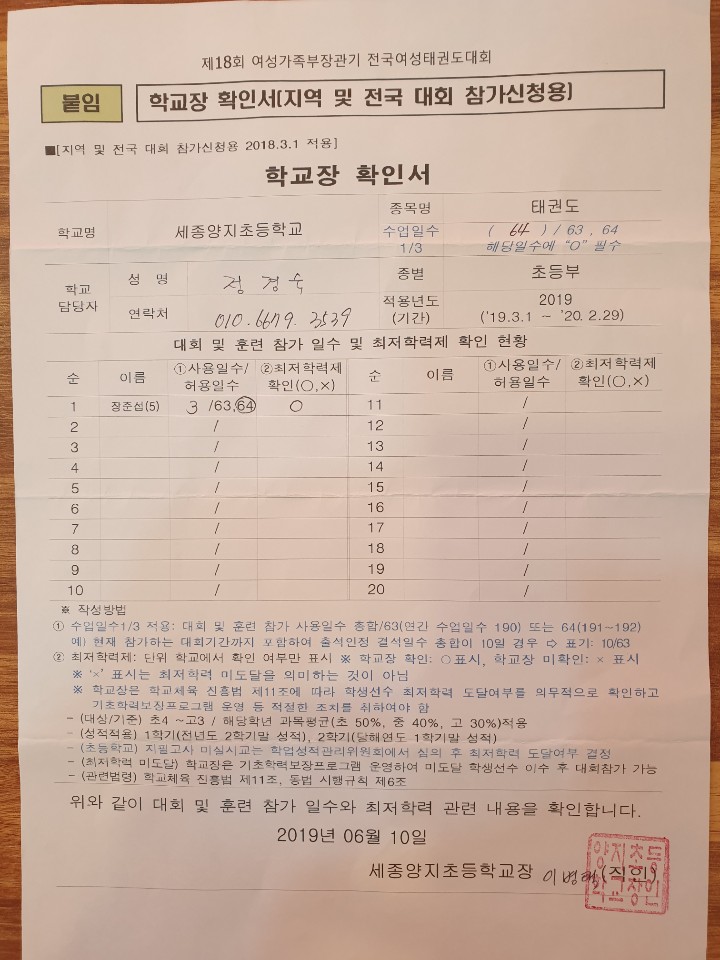 제18회 여성가족부장관기 전국여성태권도대회
붙임 학교장 확인서(지역 및 전국 대회 참가신청용)
■[지역 및 전국 대회 참가신청용 2018.3.1 적용]
학교장 확인서
학교명 세종양지초등학교 종목명 태권도
수업일수 1/3 ( 64 ) / 63 , 64
해당일수에 "O" 필수
학교 담당자 성 명 정경숙 종별 초등부
연락처 010.6679.3539 적용년도 (기간) 2019
('19.3.1 ~ '20.2.29)
대회 및 훈련 참가 일수 및 최저학력제 확인 현황
순 이름 ①사용일수/허용일수 ②최저학력제 확인(○,×) 순 이름 ①시용일수/허용일수 ②최저학력제 확인(○,×)
1 장준섭(5) 3 /63,64 O 11 /
2 / 12 /
3 / 13 /
4 / 14 /
5 / 15 /
6 / 16 /
7 / 17 /
8 / 18 /
9 / 19 /
10 / 20 /
※ 작성방법
① 수업일수1/3 적용: 대회 및 훈련 참가 사용일수 총합/63(연간 수업일수 190) 또는 64(191~192)
예) 현재 참가하는 대회기간까지 포함하여 출석인정 결석일수 총합이 10일 경우 ⇨ 표기: 10/63
② 최저학력제: 단위 학교에서 확인 여부만 표시 ※ 학교장 확인: ○표시, 학교장 미확인: × 표시
※ '×' 표시는 최저학력 미도달을 의미하는 것이 아님
※ 학교장은 학교체육 진흥법 제11조에 따라 학생선수 최저학력 도달여부를 의무적으로 확인하고
기초학력보장프로그램 운영 등 적절한 조치를 취하여야 함
- (대상/기준) 초4 ~고3 / 해당학년 과목평균(초 50%, 중 40%, 고 30%)적용
- (성적적용) 1학기(전년도 2학기말 성적), 2학기(당해연도 1학기말 성적)
- (초등학교) 지필고사 미실시교는 학업성적관리위원회에서 심의 후 최저학력 도달여부 결정
- (최저학력 미도달) 학교장은 기초학력보장프로그램 운영하여 미도달 학생선수 이수 후 대회참가 가능
- (관련법령) 학교체육 진흥법 제11조, 동법 시행규칙 제6조
위와 같이 대회 및 훈련 참가 일수와 최저학력 관련 내용을 확인합니다.
2019년 06월 10일
세종양지초등학교장 (직인)
양지초등
학교장인